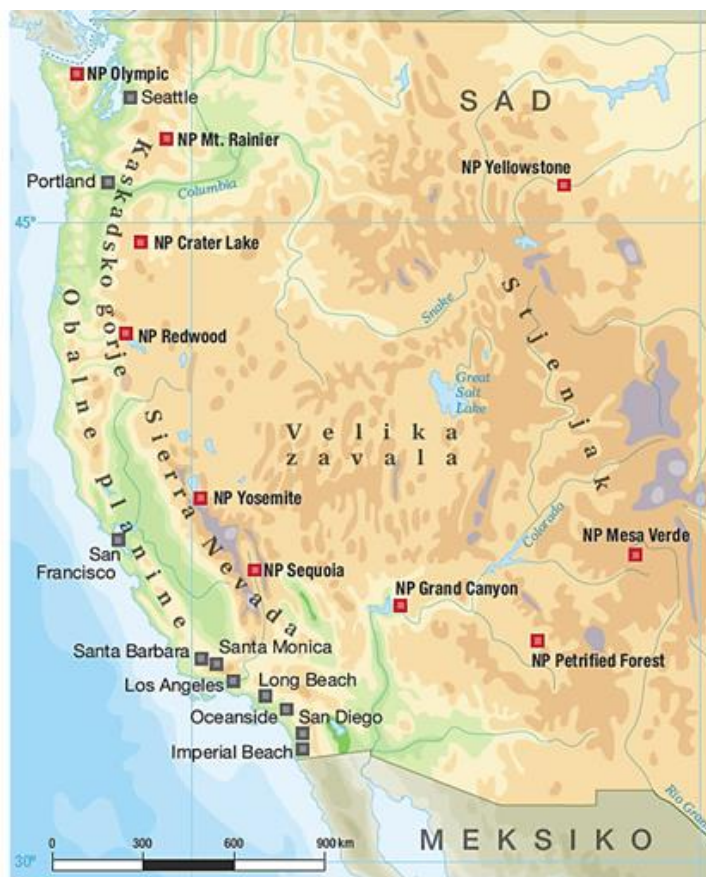 NP Olympic
Seattle
SAD
NP Mt. Rainier
NP Yellowstone
Portland
Columbia
45°
Kaskadsko gorje
NP Crater Lake
Snake
Stjenjak
Obalne planine
NP Redwood
Great
Salt
Lake
Velika
zavala
Sierra Nevada
NP Yosemite
Colorado
NP Mesa Verde
San
Francisco
NP Sequoia
NP Grand Canyon
NP Petrified Forest
Santa Barbara
Santa Monica
Los Angeles
Long Beach
Oceanside
San Diego
Imperial Beach
Rio Gran
MEKSIKO
0 300 600 900 km
30°